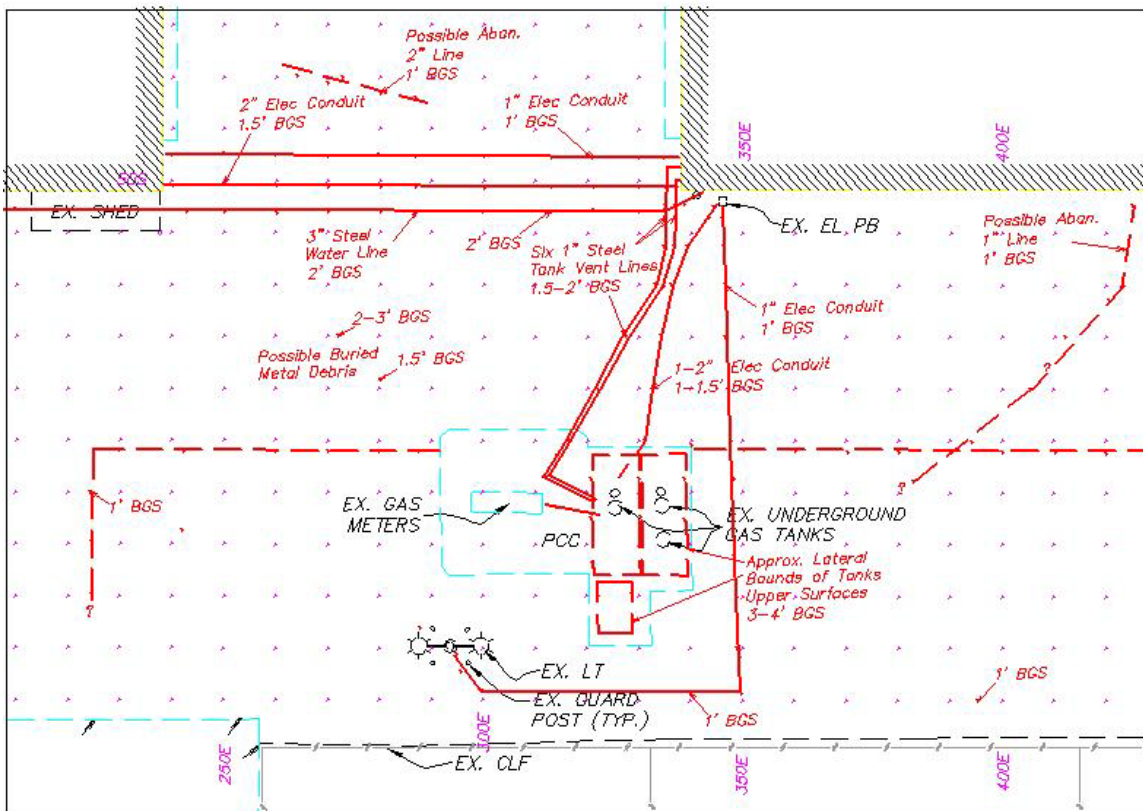 Possible Aban.
2" Line
1' BGS
2" Elec Conduit
1.5' BGS
1" Elec Conduit
1' BGS
350E
400E
50S
EX. SHED
3" Steel
Water Line
2' BGS
2' BGS
Six 1" Steel
Tank Vent Lines
1.5-2' BGS
EX. EL PB
Possible Aban.
1" Line
1' BGS
1" Elec Conduit
1' BGS
2-3' BGS
Possible Buried
Metal Debris
1.5' BGS
1-2" Elec Conduit
1-1.5' BGS
?
?
1' BGS
EX. GAS
METERS
PCC
EX. UNDERGROUND
GAS TANKS
Approx. Lateral
Bounds of Tanks
Upper Surfaces
3-4' BGS
?
EX. LT
EX. GUARD
POST (TYP.)
1' BGS
1' BGS
250E
300E
350E
400E
EX. CLF